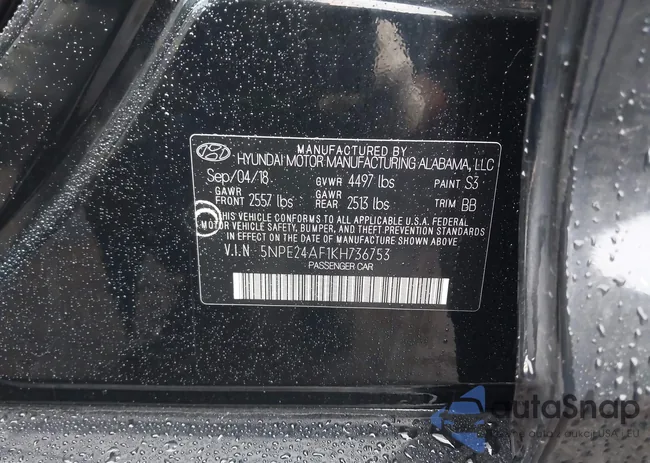 MANUFACTURED BY
HYUNDAI MOTOR MANUFACTURING ALABAMA, LLC
Sep/04/18 GVWR 4497 lbs PAINT S3
GAWR FRONT 2557 lbs GAWR REAR 2513 lbs TRIM BB
THIS VEHICLE CONFORMS TO ALL APPLICABLE U.S.A. FEDERAL
MOTOR VEHICLE SAFETY, BUMPER, AND THEFT PREVENTION STANDARDS
IN EFFECT ON THE DATE OF MANUFACTURE SHOWN ABOVE.
V.I.N 5NPE24AF1KH736753
PASSENGER CAR
autoSnap